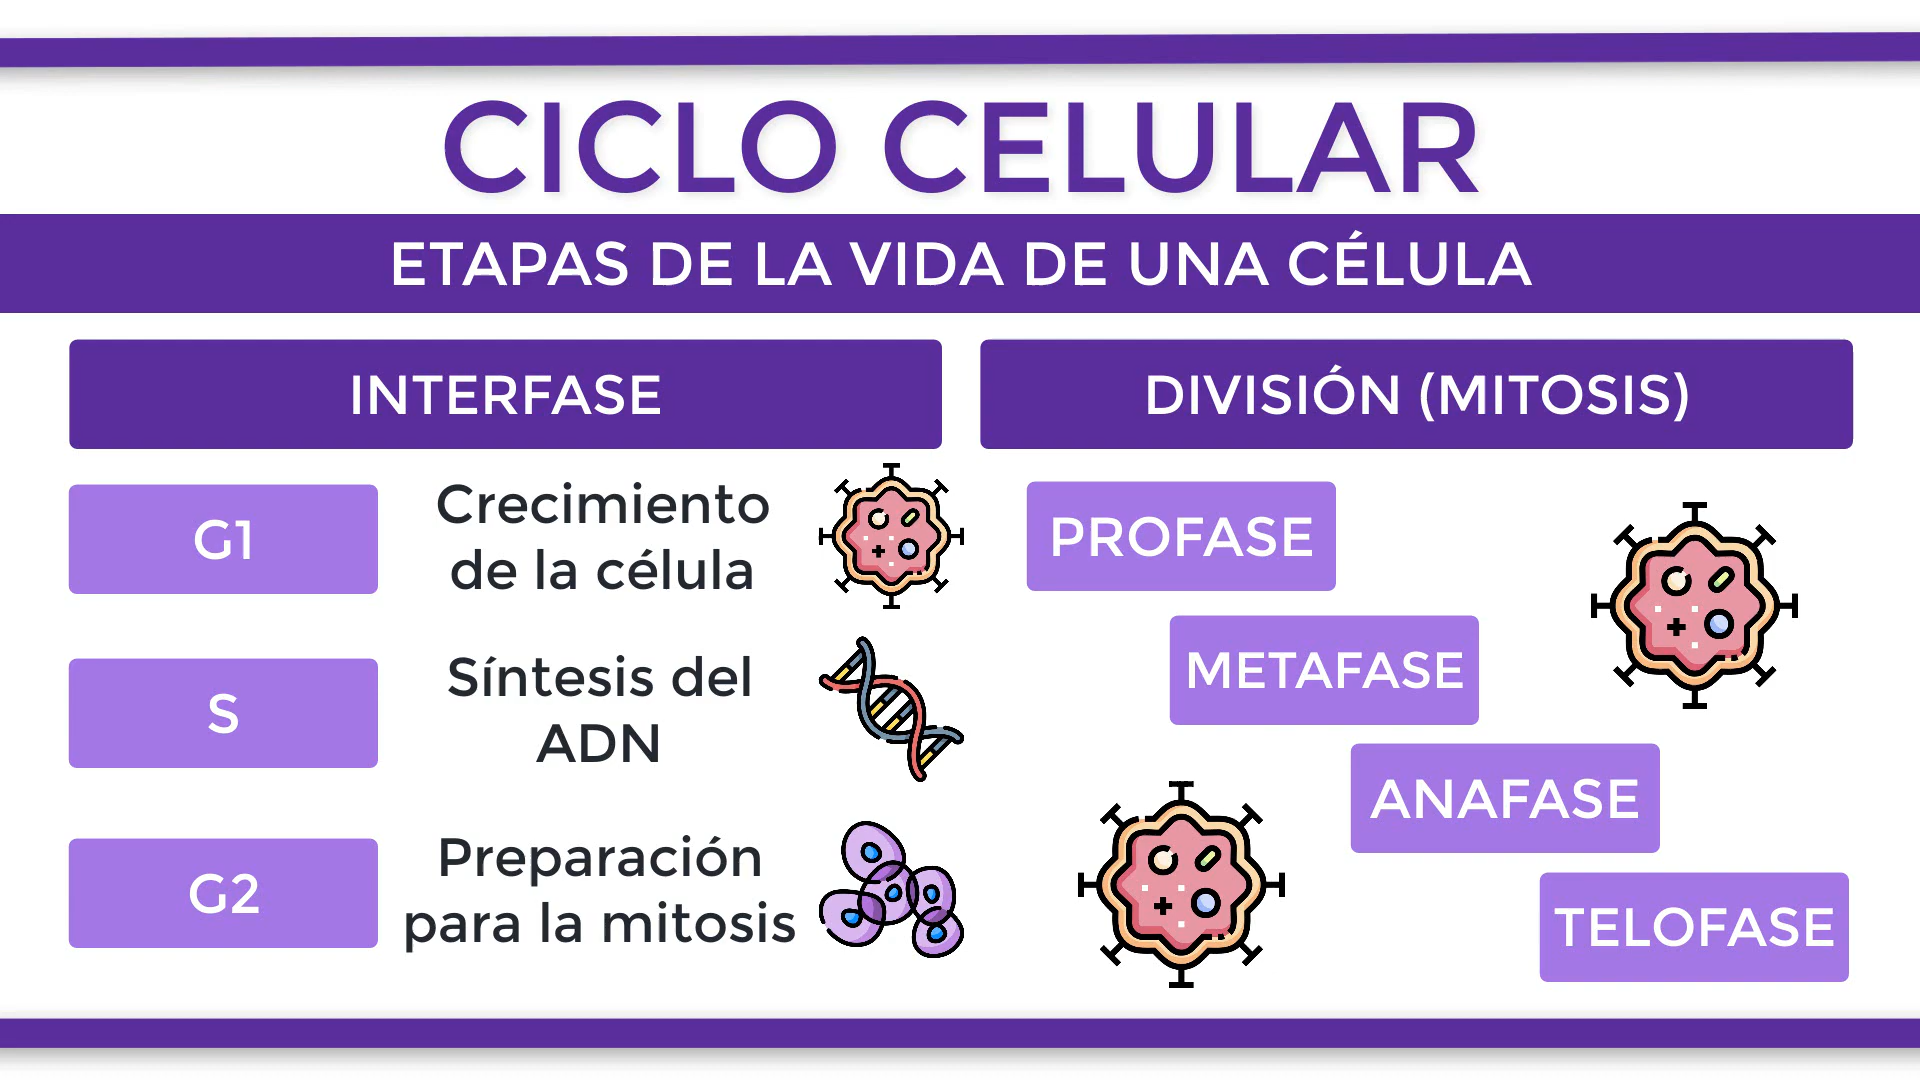 CICLO CELULAR
ETAPAS DE LA VIDA DE UNA CÉLULA
INTERFASE
G1
Crecimiento
de la célula
S
Síntesis del
ADN
G2
Preparación
para la mitosis
DIVISIÓN (MITOSIS)
PROFASE
METAFASE
ANAFASE
TELOFASE